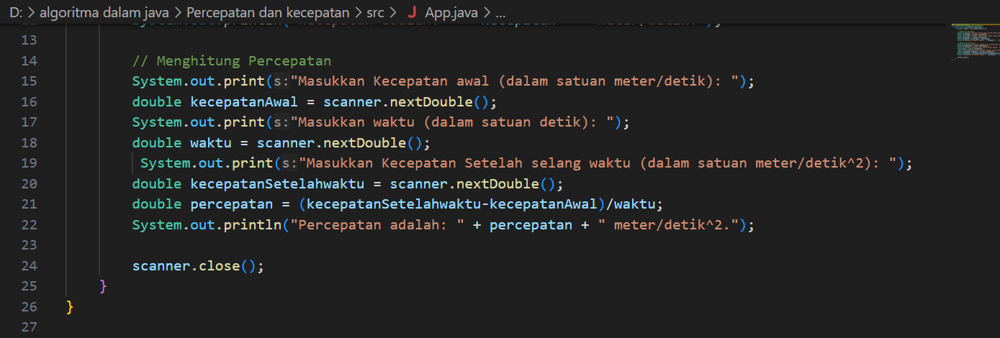 D: > algoritma dalam java > Percepatan dan kecepatan > src > J App.java > ...
13
14 // Menghitung Percepatan
15 System.out.print(s:"Masukkan Kecepatan awal (dalam satuan meter/detik): ");
16 double kecepatanAwal = scanner.nextDouble();
17 System.out.print(s:"Masukkan waktu (dalam satuan detik): ");
18 double waktu = scanner.nextDouble();
19 System.out.print(s:"Masukkan Kecepatan Setelah selang waktu (dalam satuan meter/detik^2): ");
20 double kecepatanSetelahwaktu = scanner.nextDouble();
21 double percepatan = (kecepatanSetelahwaktu-kecepatanAwal)/waktu;
22 System.out.println("Percepatan adalah: " + percepatan + " meter/detik^2.");
23
24 scanner.close();
25 }
26 }
27